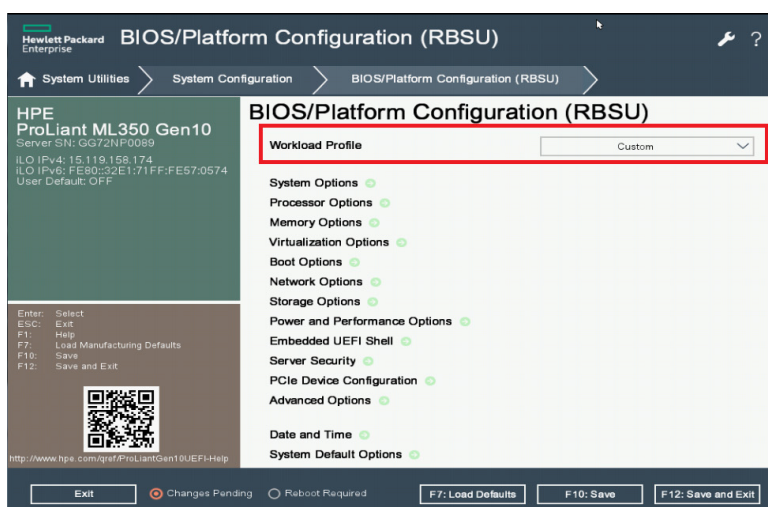 Hewlett Packard
Enterprise
BIOS/Platform Configuration (RBSU)
?
System Utilities
System Configuration
BIOS/Platform Configuration (RBSU)
HPE
ProLiant ML350 Gen10
Server SN: GG72NP0089
iLO IPv4: 15.119.158.174
iLO IPv6: FE80::32E1:71FF:FE57:0574
User Default: OFF
Enter: Select
ESC: Exit
F1: Help
F7: Load Manufacturing Defaults
F10: Save
F12: Save and Exit
http://www.hpe.com/qref/ProLiantGen10UEFI-Help
BIOS/Platform Configuration (RBSU)
Workload Profile Custom
System Options
Processor Options
Memory Options
Virtualization Options
Boot Options
Network Options
Storage Options
Power and Performance Options
Embedded UEFI Shell
Server Security
PCIe Device Configuration
Advanced Options
Date and Time
System Default Options
Exit
Changes Pending
Reboot Required
F7: Load Defaults
F10: Save
F12: Save and Exit